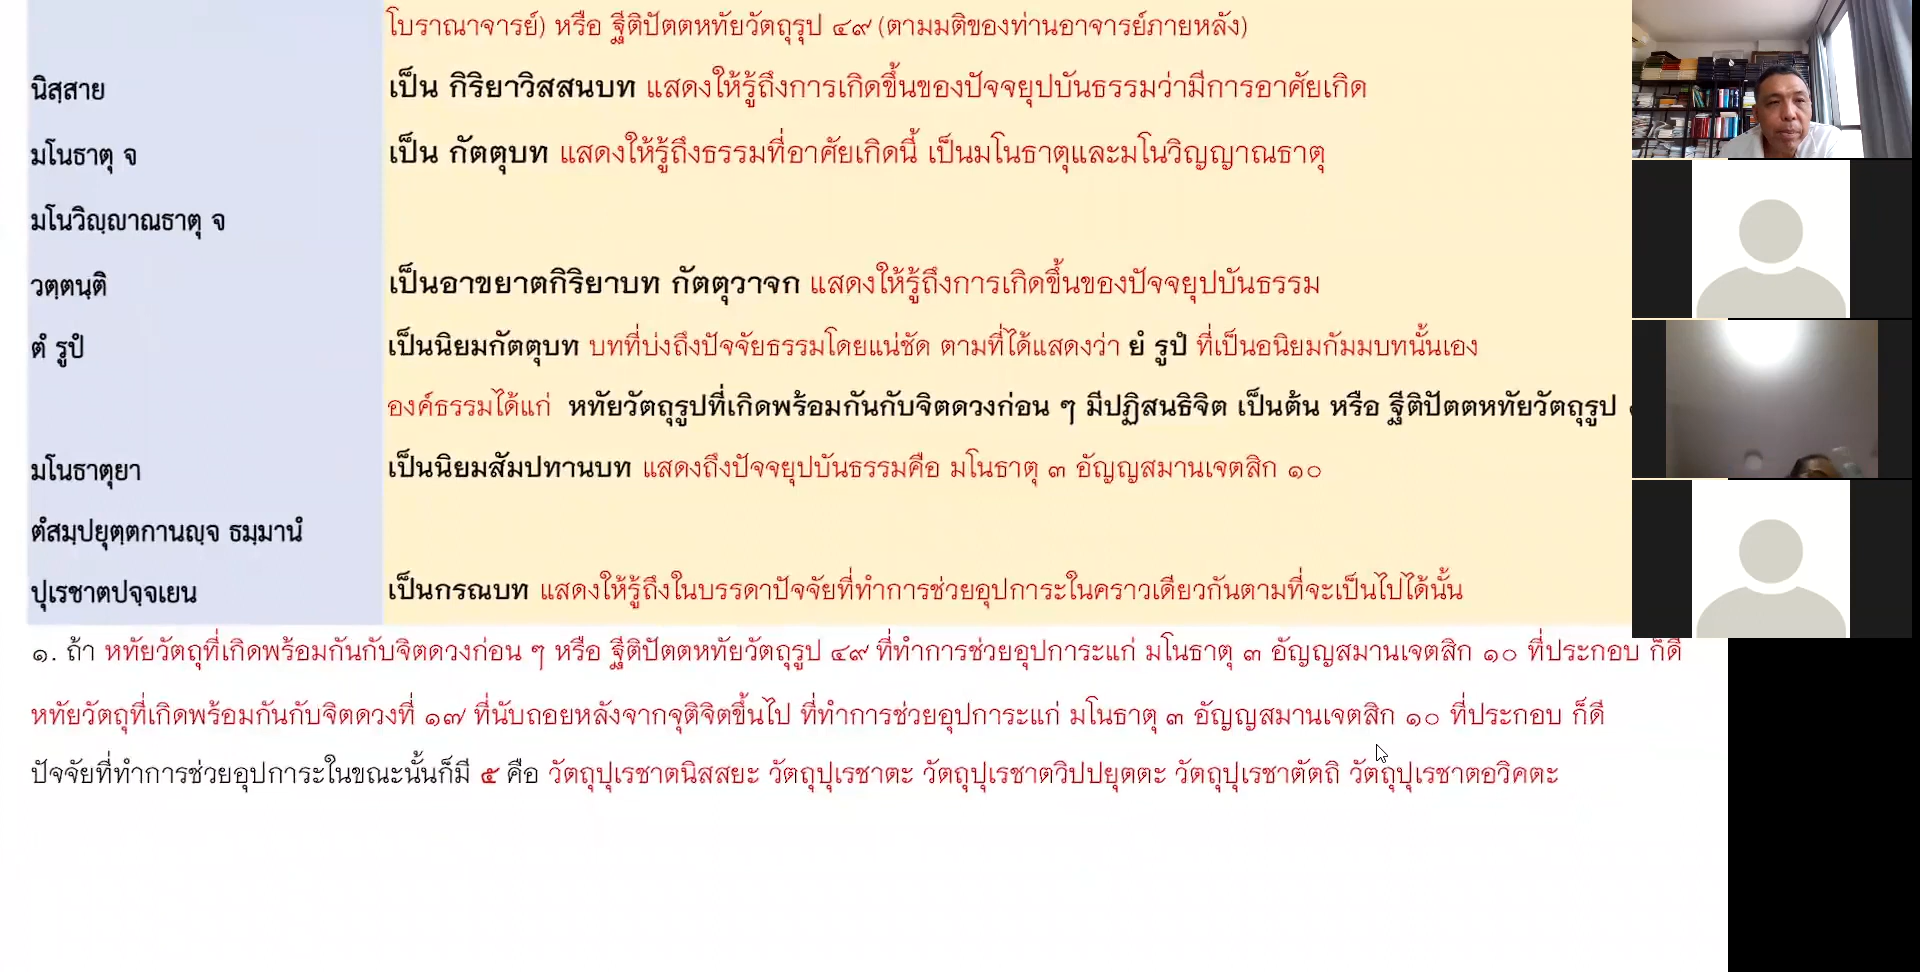 โบราณาจารย์) หรือ ฐีติปัตตหทัยวัตถุรุป ๔๙ (ตามมติของท่านอาจารย์ภายหลัง)
นิสฺสาย เป็น กิริยาวิสสนบท แสดงให้รู้ถึงการเกิดขึ้นของปัจจยุปบันธรรมว่ามีการอาศัยเกิด
มโนธาตุ จ เป็น กัตตุบท แสดงให้รู้ถึงธรรมที่อาศัยเกิดนี้ เป็นมโนธาตุและมโนวิญญาณธาตุ
มโนวิญฺญาณธาตุ จ
วตฺตนฺติ เป็นอาขยาตกิริยาบท กัตตุวาจก แสดงให้รู้ถึงการเกิดขึ้นของปัจจยุปบันธรรม
ตํ รูปํ เป็นนิยมกัตตุบท บทที่บ่งถึงปัจจัยธรรมโดยแน่ชัด ตามที่ได้แสดงว่า ยํ รูปํ ที่เป็นอนิยมกัมมบทนั้นเอง
องค์ธรรมได้แก่ หทัยวัตถุรูปที่เกิดพร้อมกันกับจิตดวงก่อน ๆ มีปฏิสนธิจิต เป็นต้น หรือ ฐีติปัตตหทัยวัตถุรูป
มโนธาตุยา เป็นนิยมสัมปทานบท แสดงถึงปัจจยุปบันธรรมคือ มโนธาตุ ๓ อัญญสมานเจตสิก ๑๐
ตํสมฺปยุตฺตกานญฺจ ธมฺมานํ
ปุเรชาตปจฺจเยน เป็นกรณบท แสดงให้รู้ถึงในบรรดาปัจจัยที่ทำการช่วยอุปการะในคราวเดียวกันตามที่จะเป็นไปได้นั้น
๑. ถ้า หทัยวัตถุที่เกิดพร้อมกันกับจิตดวงก่อน ๆ หรือ ฐีติปัตตหทัยวัตถุรูป ๔๙ ที่ทำการช่วยอุปการะแก่ มโนธาตุ ๓ อัญญสมานเจตสิก ๑๐ ที่ประกอบ ก็ดี
หทัยวัตถุที่เกิดพร้อมกันกับจิตดวงที่ ๑๗ ที่นับถอยหลังจากจุติจิตขึ้นไป ที่ทำการช่วยอุปการะแก่ มโนธาตุ ๓ อัญญสมานเจตสิก ๑๐ ที่ประกอบ ก็ดี
ปัจจัยที่ทำการช่วยอุปการะในขณะนั้นก็มี ๕ คือ วัตถุปุเรชาตนิสสยะ วัตถุปุเรชาตะ วัตถุปุเรชาตวิปปยุตตะ วัตถุปุเรชาตัตถิ วัตถุปุเรชาตอวิคตะ